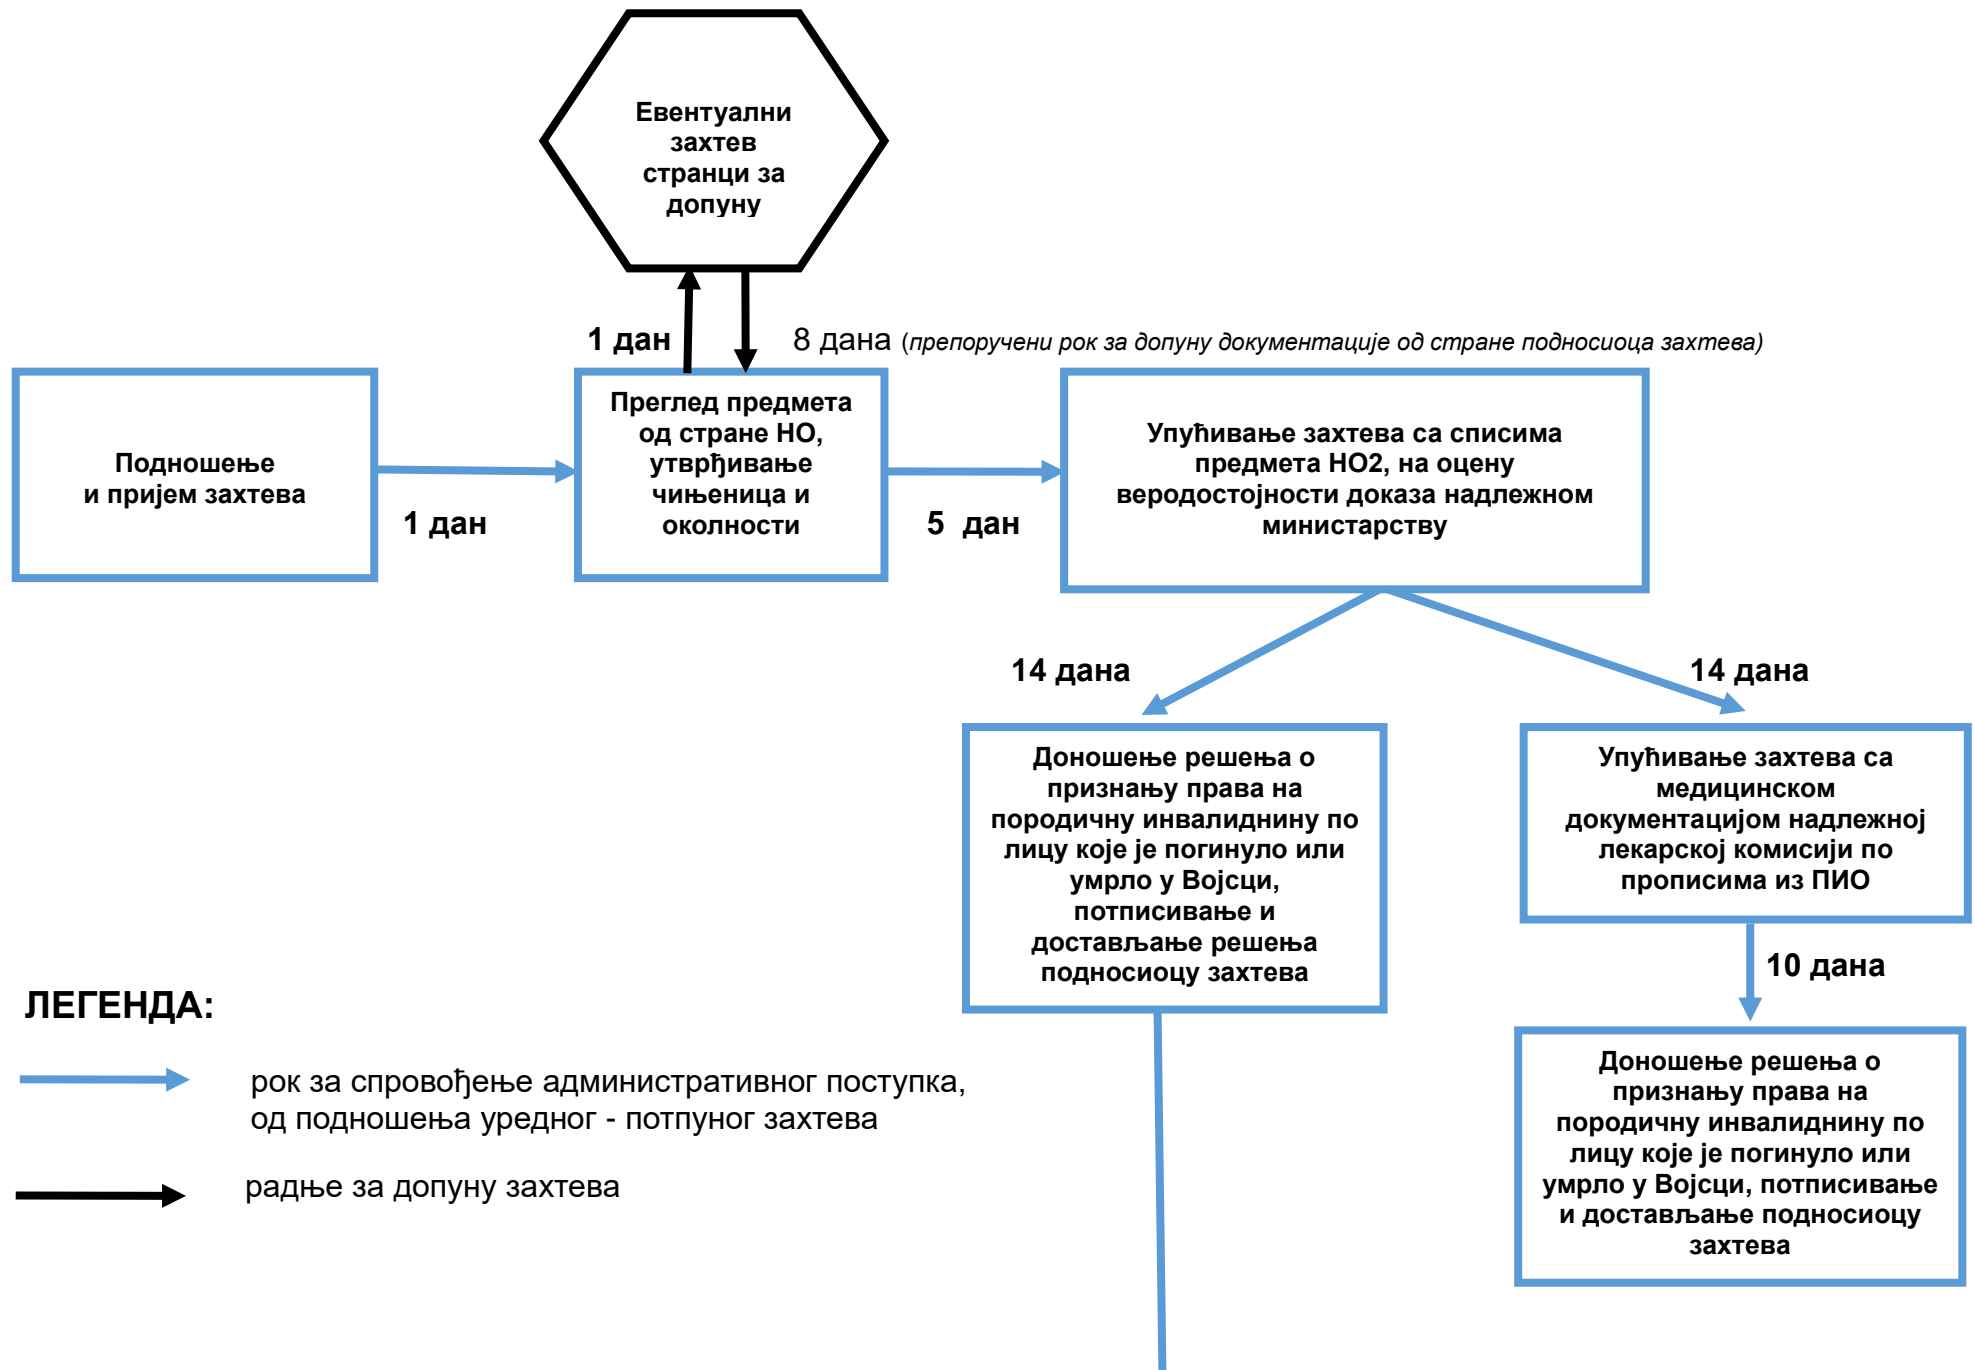 Евентуални
захтев
странци за
допуну
1 дан
8 дана (препоручени рок за допуну документације од стране подносиоца захтева)
Подношење
и пријем захтева
1 дан
Преглед предмета
од стране НО,
утврђивање
чињеница и
околности
5 дан
Упућивање захтева са списима
предмета НО2, на оцену
веродостојности доказа надлежном
министарству
14 дана
14 дана
Доношење решења о
признању права на
породичну инвалиднину по
лицу које је погинуло или
умрло у Војсци,
потписивање и
достављање решења
подносиоцу захтева
Упућивање захтева са
медицинском
документацијом надлежној
лекарској комисији по
прописима из ПИО
10 дана
Доношење решења о
признању права на
породичну инвалиднину по
лицу које је погинуло или
умрло у Војсци, потписивање
и достављање подносиоцу
захтева
ЛЕГЕНДА:
рок за спровођење административног поступка,
од подношења уредног - потпуног захтева
радње за допуну захтева